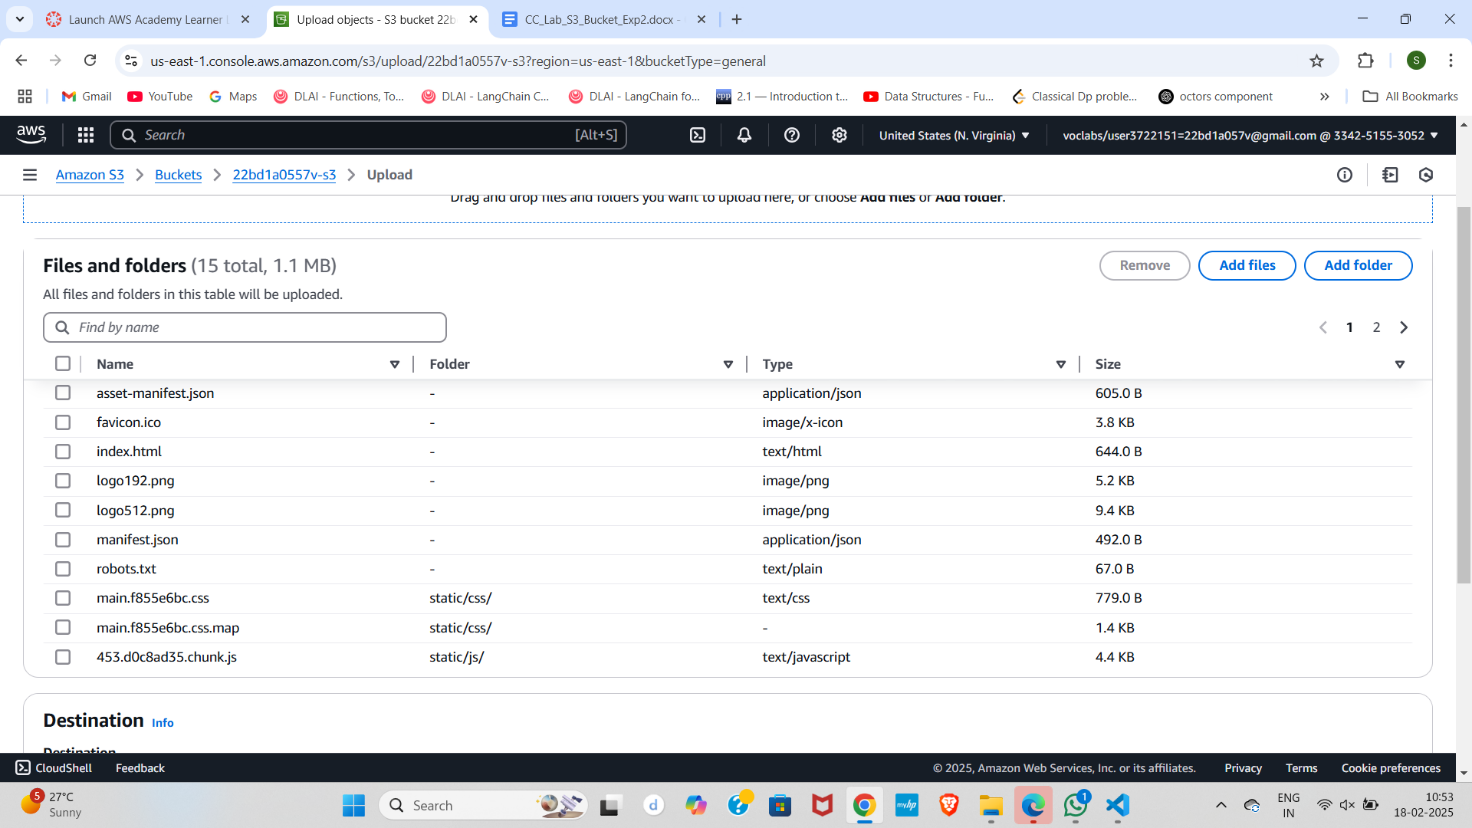 Launch AWS Academy Learner
Upload objects - S3 bucket 22b
CC_Lab_S3_Bucket_Exp2.docx -
us-east-1.console.aws.amazon.com/s3/upload/22bd1a0557v-s3?region=us-east-1&bucketType=general
S
Gmail
YouTube
Maps
DLAI - Functions, To...
DLAI - LangChain C...
DLAI - LangChain fo...
2.1 — Introduction t...
Data Structures - Fu...
Classical Dp proble...
octors component
All Bookmarks
aws
Search
[Alt+S]
United States (N. Virginia)
voclabs/user3722151=22bd1a057v@gmail.com @ 3342-5155-3052
Amazon S3
Buckets
22bd1a0557v-s3
Upload
Drag and drop files and folders you want to upload here, or choose Add files or Add folder.
Files and folders (15 total, 1.1 MB)
Remove
Add files
Add folder
All files and folders in this table will be uploaded.
Find by name
1
2
Name Folder Type Size
asset-manifest.json - application/json 605.0 B
favicon.ico - image/x-icon 3.8 KB
index.html - text/html 644.0 B
logo192.png - image/png 5.2 KB
logo512.png - image/png 9.4 KB
manifest.json - application/json 492.0 B
robots.txt - text/plain 67.0 B
main.f855e6bc.css static/css/ text/css 779.0 B
main.f855e6bc.css.map static/css/ - 1.4 KB
453.d0c8ad35.chunk.js static/js/ text/javascript 4.4 KB
Destination Info
Destination
CloudShell
Feedback
© 2025, Amazon Web Services, Inc. or its affiliates.
Privacy
Terms
Cookie preferences
5
27°C
Sunny
Search
d
myhp
1
ENG
IN
10:53
18-02-2025